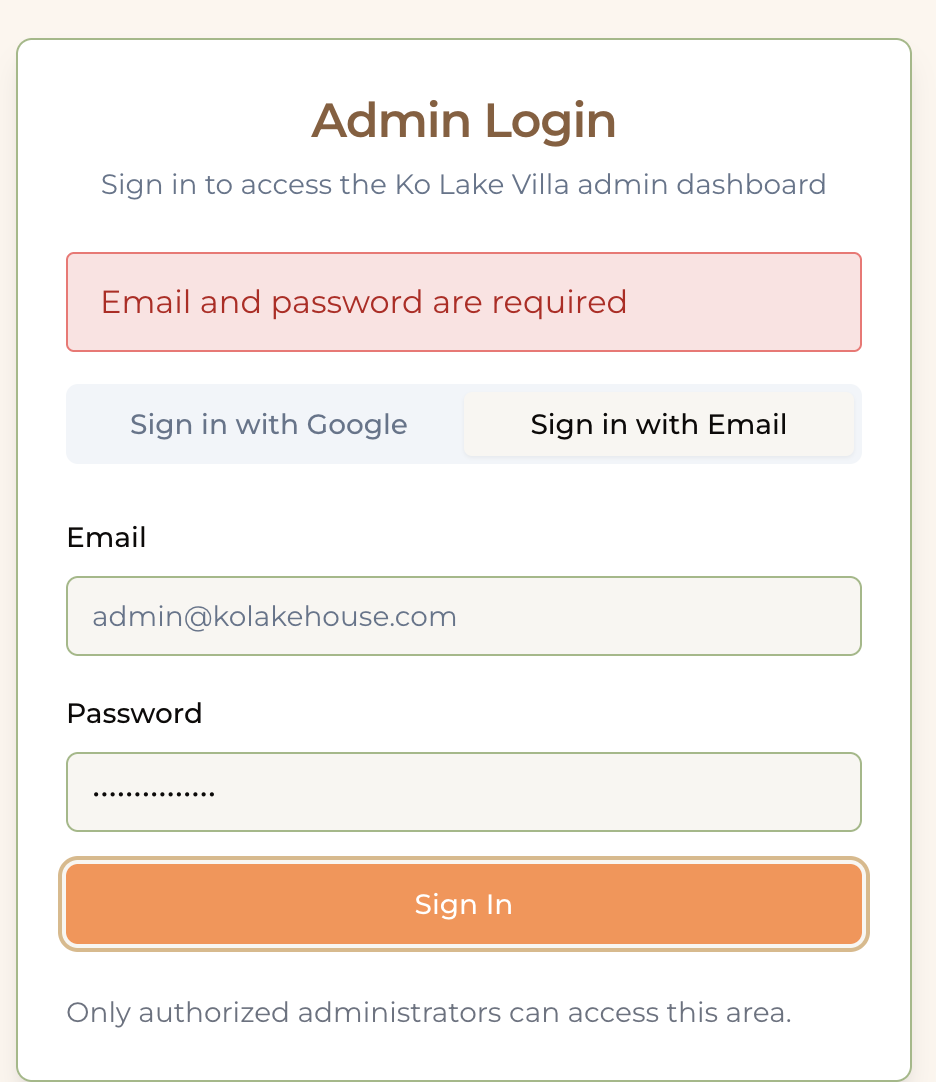 Admin Login
Sign in to access the Ko Lake Villa admin dashboard
Email and password are required
Sign in with Google
Sign in with Email
Email
admin@kolakehouse.com
Password
•••••••••••••••
Sign In
Only authorized administrators can access this area.